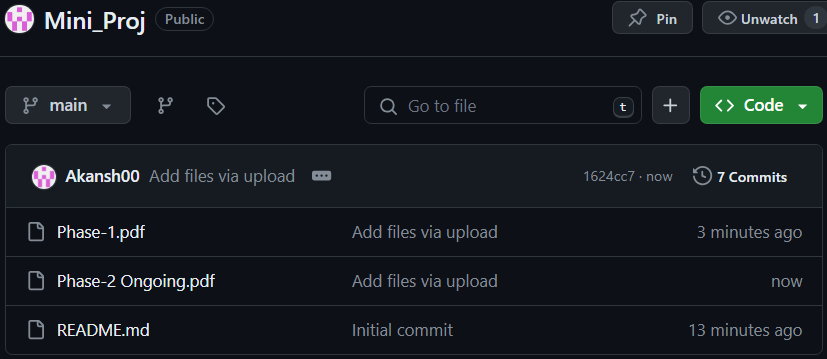 Mini_Proj Public Pin Unwatch 1
main Go to file t Code
Akansh00 Add files via upload 1624cc7 · now 7 Commits
Phase-1.pdf Add files via upload 3 minutes ago
Phase-2 Ongoing.pdf Add files via upload now
README.md Initial commit 13 minutes ago